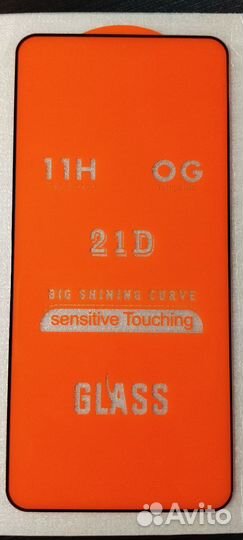 11H OG
21D
BIG SHINING CURVE
sensitive Touching
GLASS
Avito